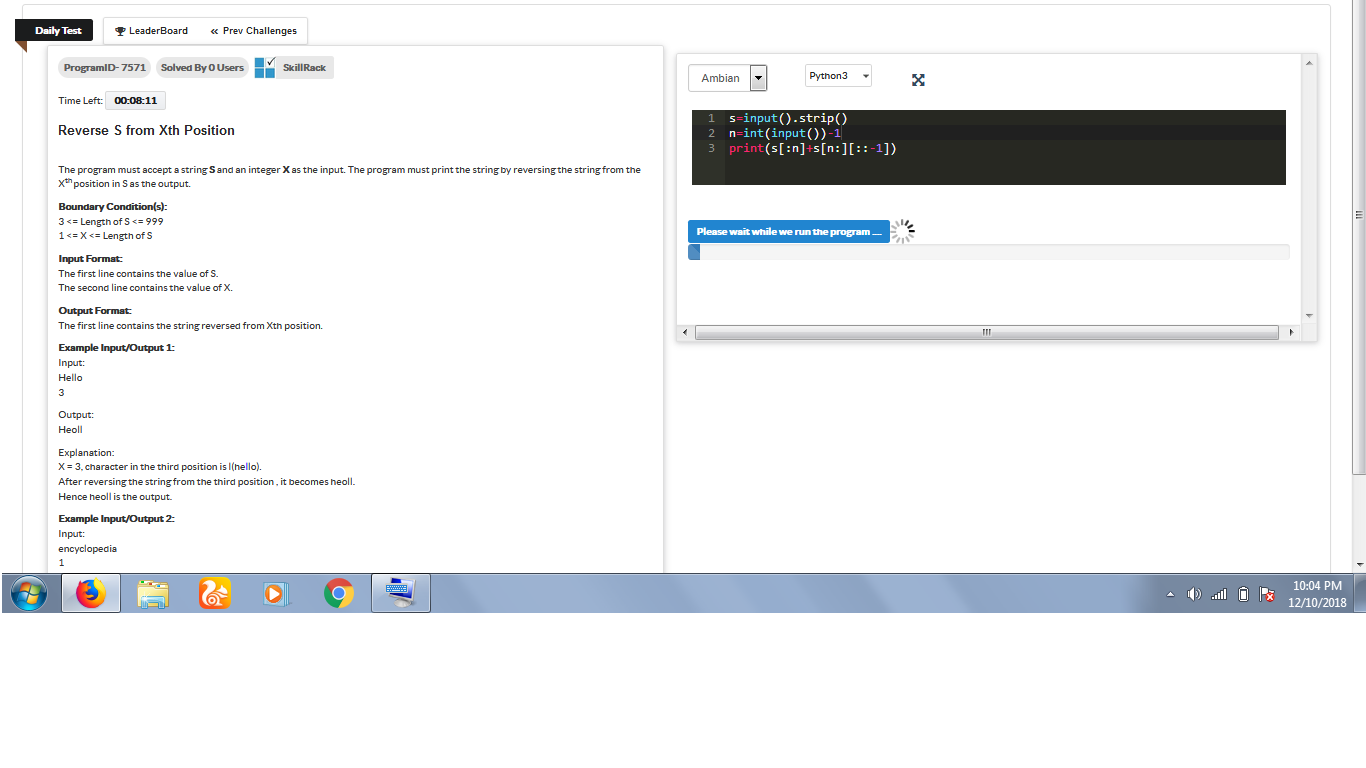 Daily Test
LeaderBoard
« Prev Challenges
ProgramID- 7571
Solved By 0 Users
SkillRack
Time Left: 00:08:11
Reverse S from Xth Position
The program must accept a string S and an integer X as the input. The program must print the string by reversing the string from the
Xth position in S as the output.
Boundary Condition(s):
3 <= Length of S <= 999
1 <= X <= Length of S
Input Format:
The first line contains the value of S.
The second line contains the value of X.
Output Format:
The first line contains the string reversed from Xth position.
Example Input/Output 1:
Input:
Hello
3
Output:
Heoll
Explanation:
X = 3, character in the third position is l(hello).
After reversing the string from the third position , it becomes heoll.
Hence heoll is the output.
Example Input/Output 2:
Input:
encyclopedia
1
Ambian
Python3
1 s=input().strip()
2 n=int(input())-1
3 print(s[:n]+s[n:][::-1])
Please wait while we run the program ....
10:04 PM
12/10/2018